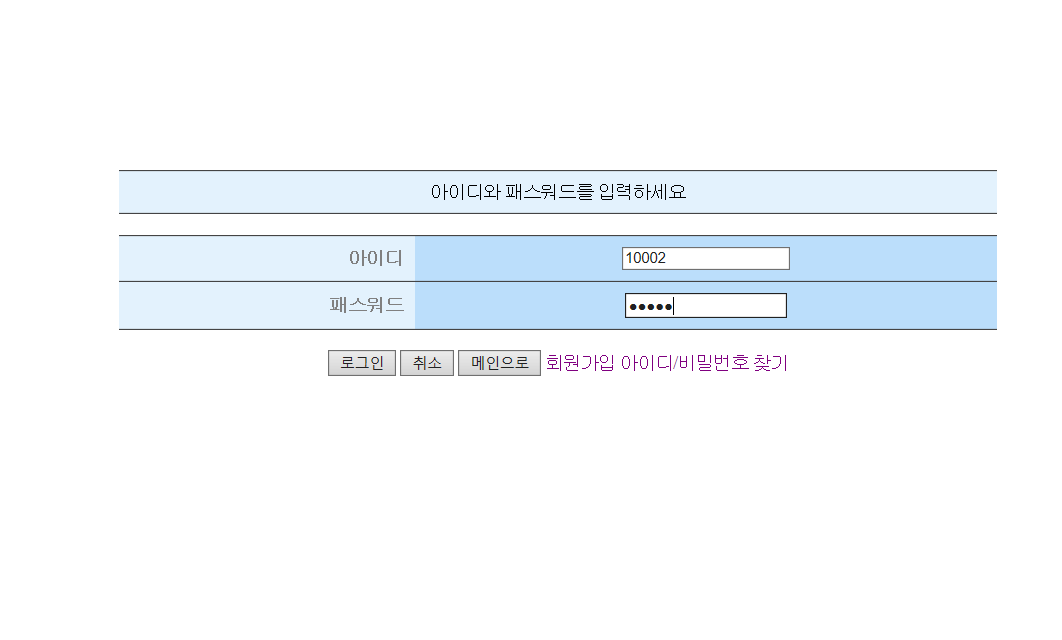 아이디와 패스워드를 입력하세요
아이디 10002
패스워드 ●●●●●
로그인 취소 메인으로 회원가입 아이디/비밀번호 찾기